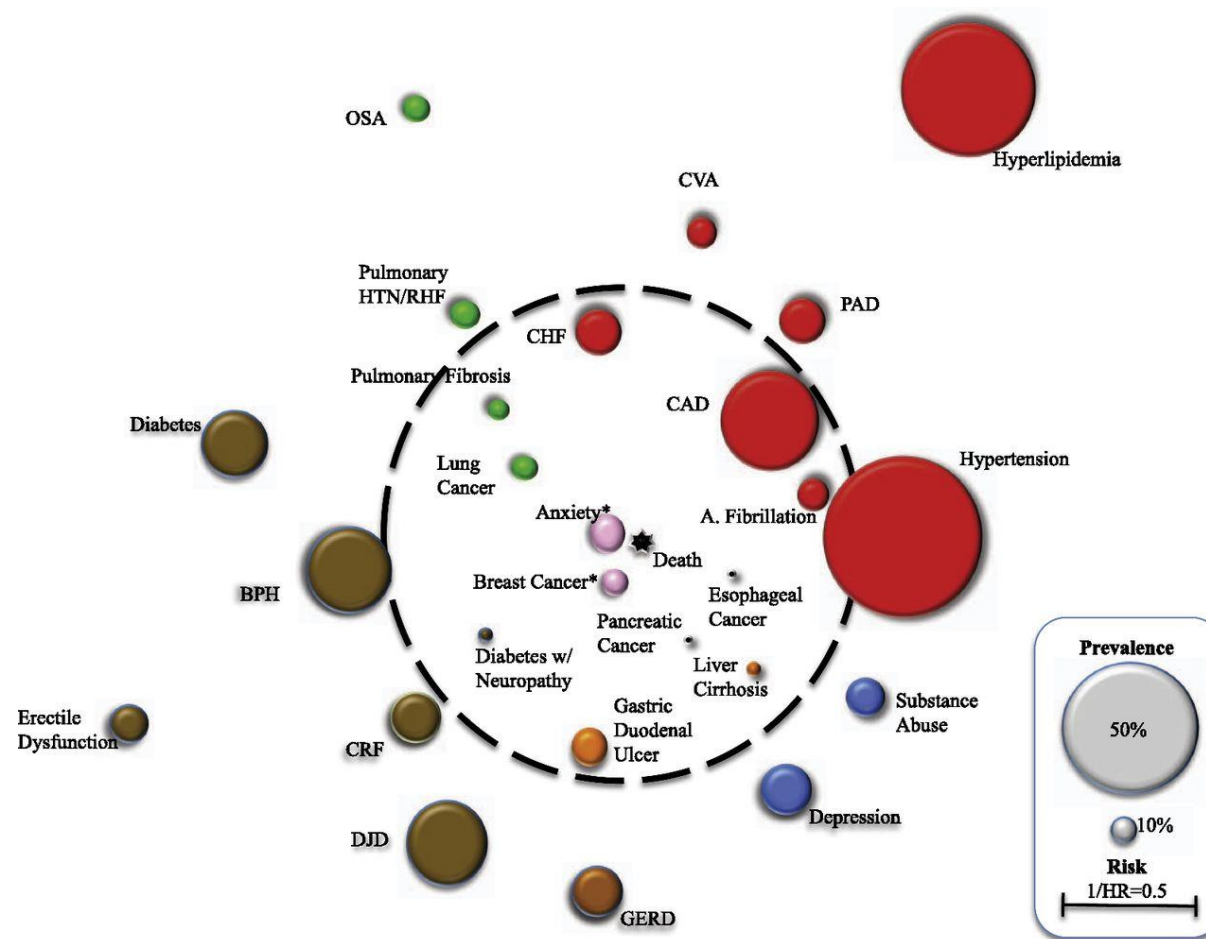 OSA
Hyperlipidemia
CVA
Pulmonary
HTN/RHF
PAD
CHF
Pulmonary Fibrosis
CAD
Diabetes
Lung
Cancer
Hypertension
Anxiety*
A. Fibrillation
Death
Breast Cancer*
BPH
Esophageal
Cancer
Pancreatic
Cancer
Diabetes w/
Neuropathy
Liver
Cirrhosis
Prevalence
50%
10%
Risk
1/HR=0.5
Substance
Abuse
Gastric
Duodenal
Ulcer
Erectile
Dysfunction
CRF
Depression
DJD
GERD